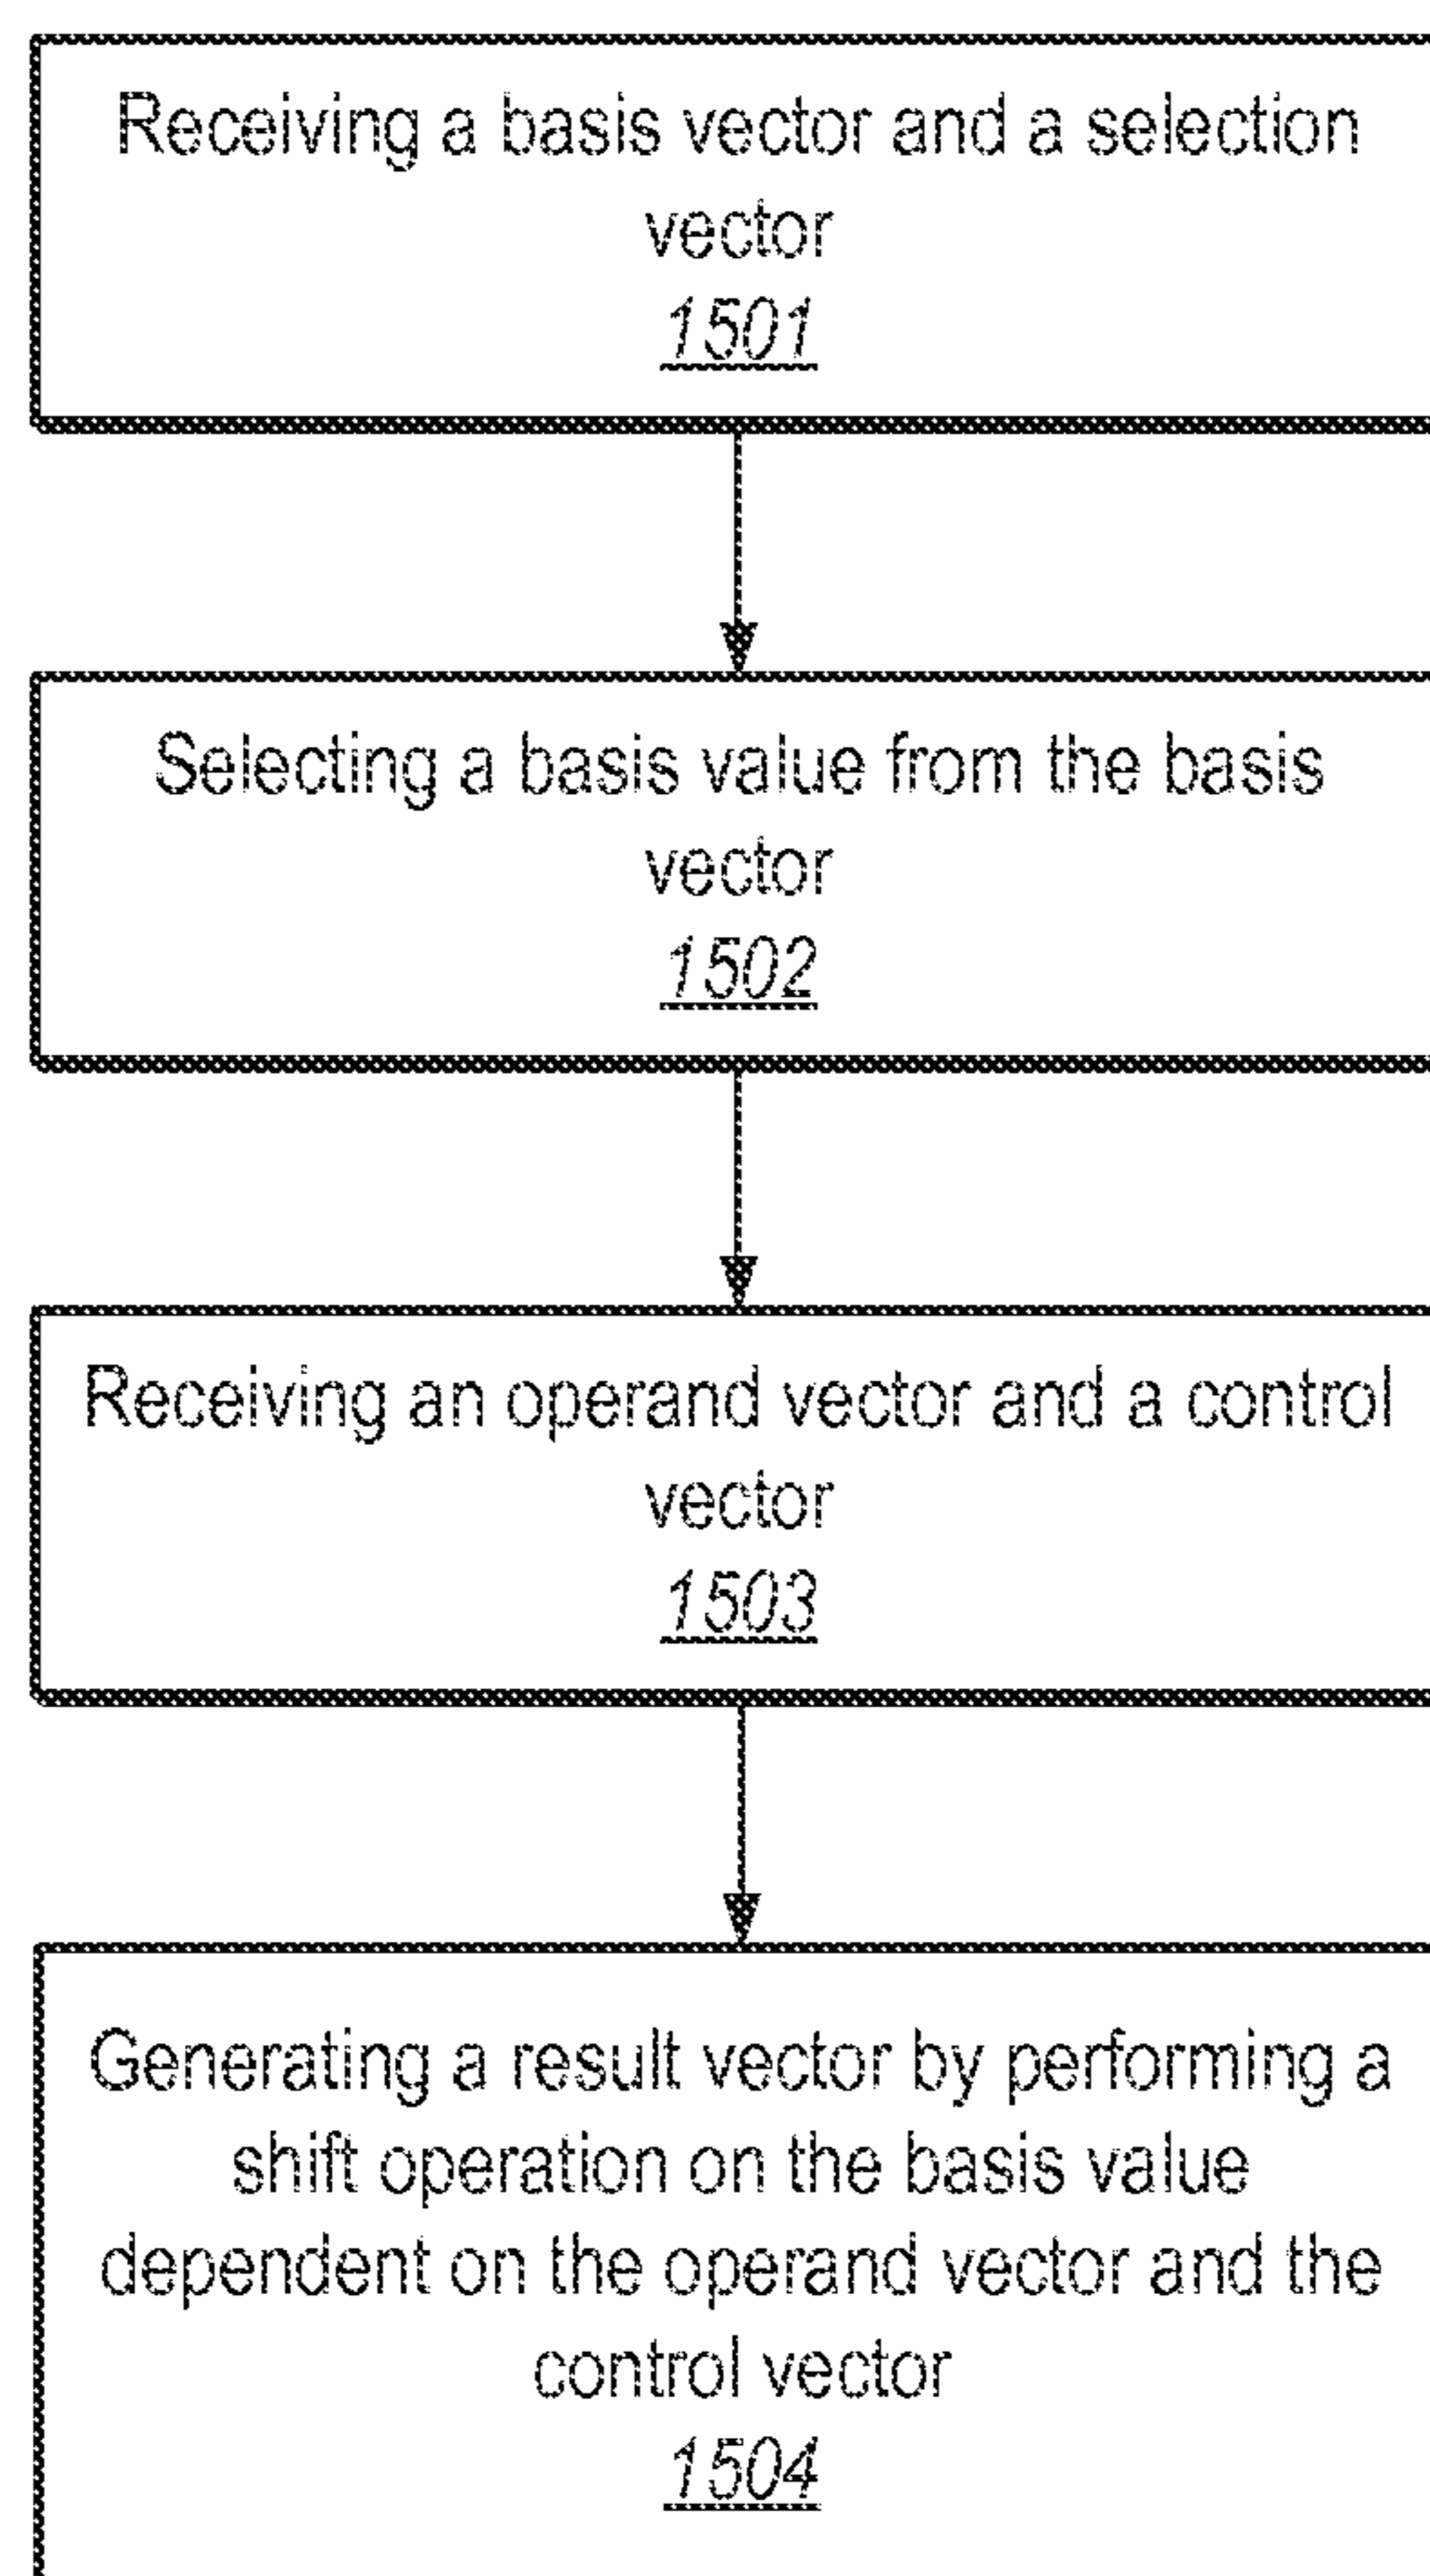 Receiving a basis vector and a selection
vector
1501
Selecting a basis value from the basis
vector
1502
Receiving an operand vector and a control
vector
1503
Generating a result vector by performing a
shift operation on the basis value
dependent on the operand vector and the
control vector
1504